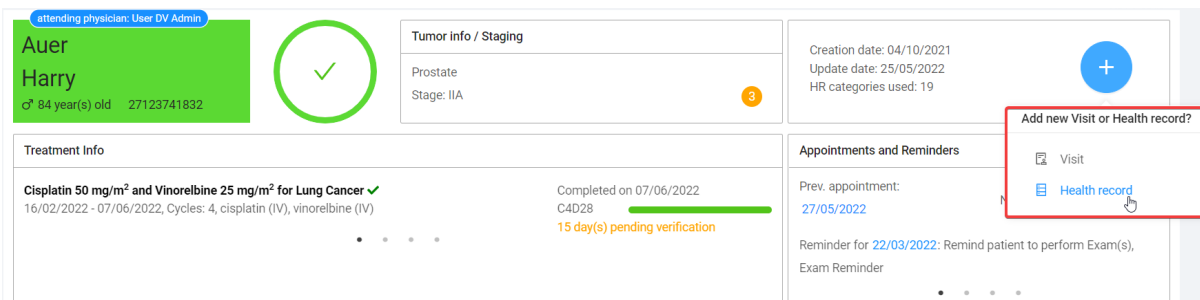 attending physician: User DV Admin
Auer
Harry
♂ 84 year(s) old 27123741832
Tumor info / Staging
Prostate
Stage: IIA
3
Creation date: 04/10/2021
Update date: 25/05/2022
HR categories used: 19
+
Add new Visit or Health record?
Visit
Health record
Treatment Info
Cisplatin 50 mg/m² and Vinorelbine 25 mg/m² for Lung Cancer ✓
16/02/2022 - 07/06/2022, Cycles: 4, cisplatin (IV), vinorelbine (IV)
Completed on 07/06/2022
C4D28
15 day(s) pending verification
Appointments and Reminders
Prev. appointment:
27/05/2022
Reminder for 22/03/2022: Remind patient to perform Exam(s),
Exam Reminder